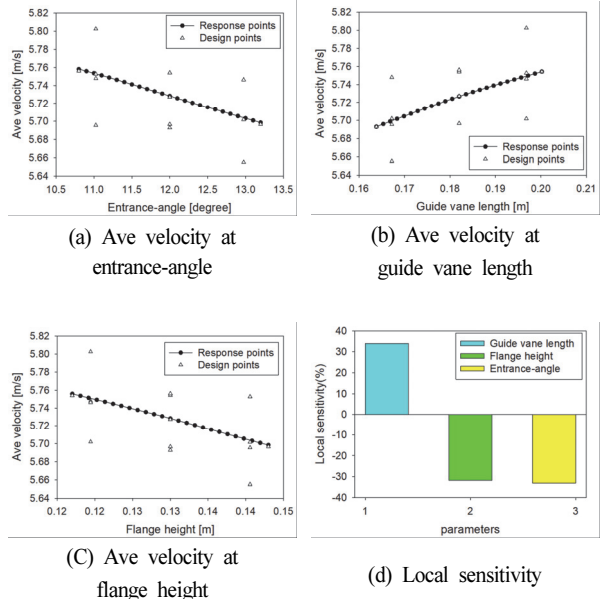 5.82
5.80
5.78
5.76
5.74
5.72
5.70
5.68
5.66
5.64
Ave velocity [m/s]
Response points
Design points
10.5 11.0 11.5 12.0 12.5 13.0 13.5
Entrance-angle [degree]
(a) Ave velocity at
entrance-angle
5.82
5.80
5.78
5.76
5.74
5.72
5.70
5.68
5.66
5.64
Ave velocity [m/s]
Response points
Design points
0.16 0.17 0.18 0.19 0.20 0.21
Guide vane length [m]
(b) Ave velocity at
guide vane length
5.82
5.80
5.78
5.76
5.74
5.72
5.70
5.68
5.66
5.64
Ave velocity [m/s]
Response points
Design points
0.12 0.12 0.13 0.13 0.14 0.14 0.15
Flange height [m]
(C) Ave velocity at
flange height
40
30
20
10
0
-10
-20
-30
-40
Local sensitivity(%)
Guide vane length
Flange height
Entrance-angle
1 2 3
parameters
(d) Local sensitivity